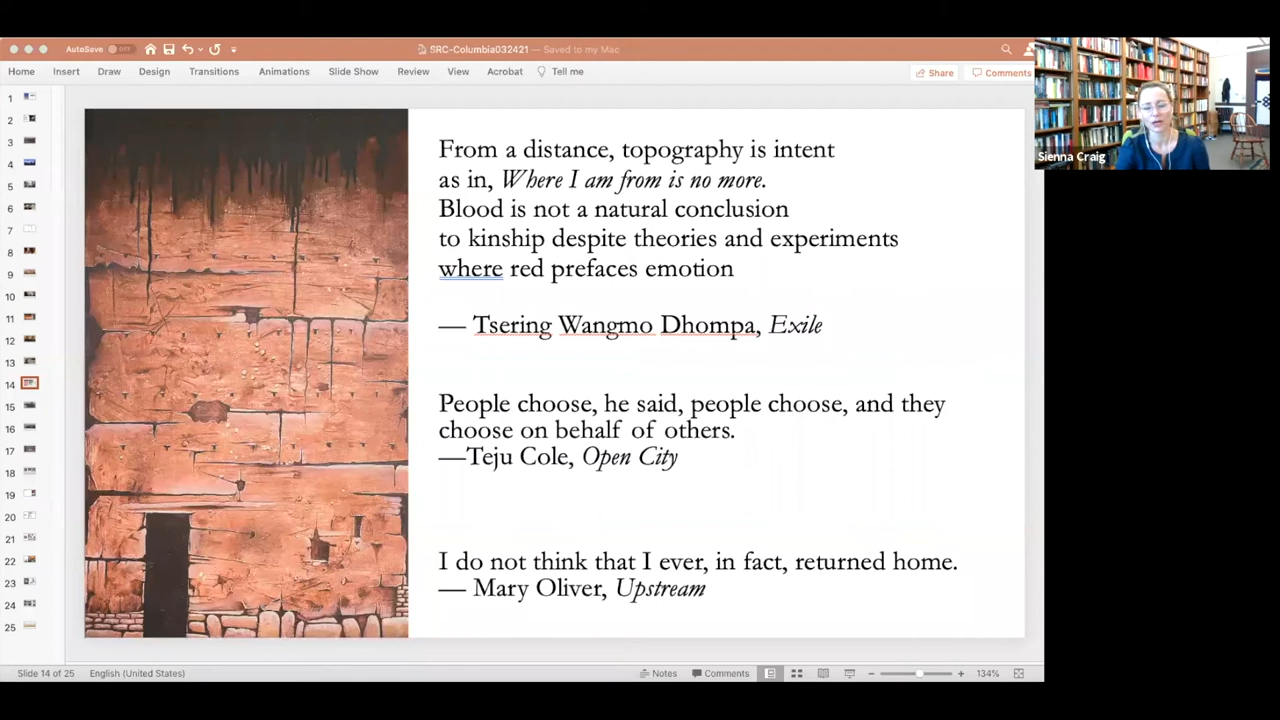 AutoSave OFF
SRC-Columbia032421 — Saved to my Mac
Home Insert Draw Design Transitions Animations Slide Show Review View Acrobat Tell me
Share Comments
Sienna Craig
1
2
3
4
5
6
7
8
9
10
11
12
13
14
15
16
17
18
19
20
21
22
23
24
25
From a distance, topography is intent
as in, Where I am from is no more.
Blood is not a natural conclusion
to kinship despite theories and experiments
where red prefaces emotion
— Tsering Wangmo Dhompa, Exile
People choose, he said, people choose, and they
choose on behalf of others.
—Teju Cole, Open City
I do not think that I ever, in fact, returned home.
— Mary Oliver, Upstream
Slide 14 of 25 English (United States) Notes Comments 134%